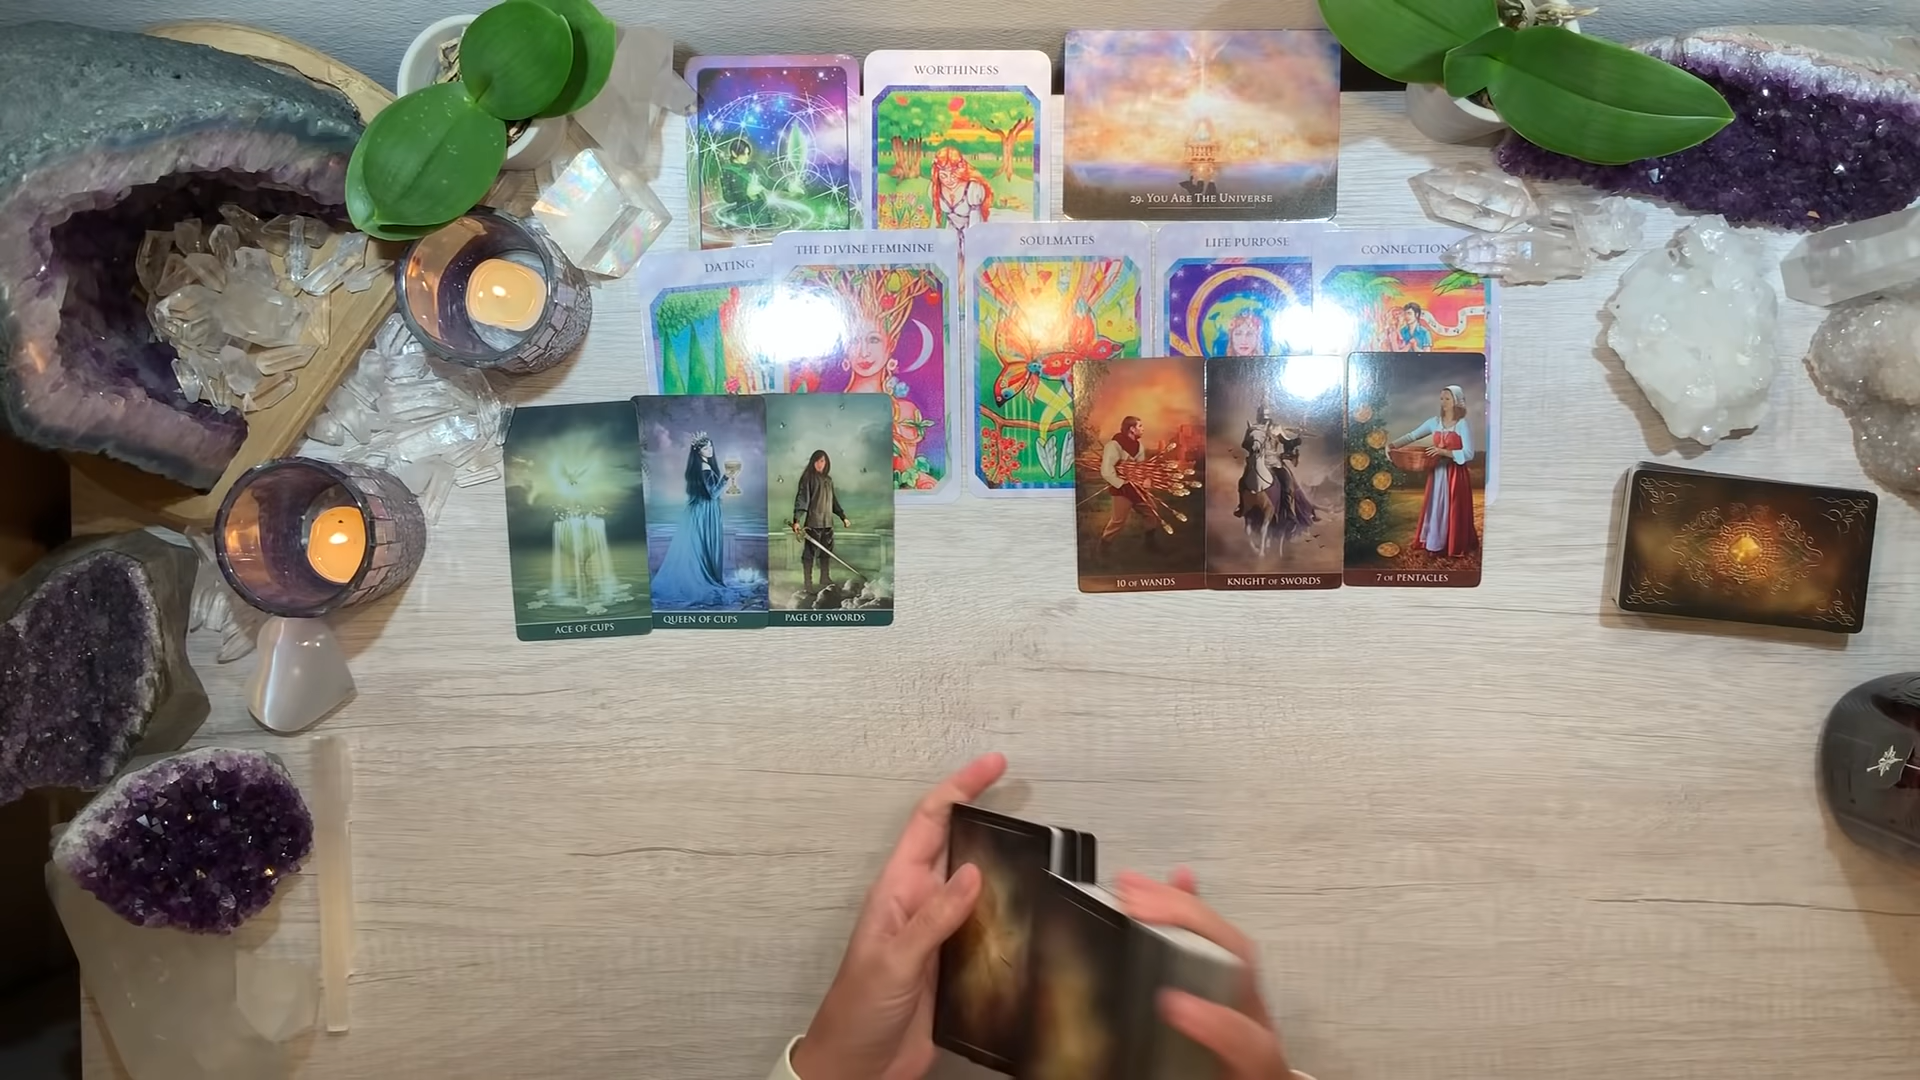 WORTHINESS
29. YOU ARE THE UNIVERSE
DATING
THE DIVINE FEMININE
SOULMATES
LIFE PURPOSE
CONNECTION
ACE OF CUPS
QUEEN OF CUPS
PAGE OF SWORDS
10 OF WANDS
KNIGHT OF SWORDS
7 OF PENTACLES